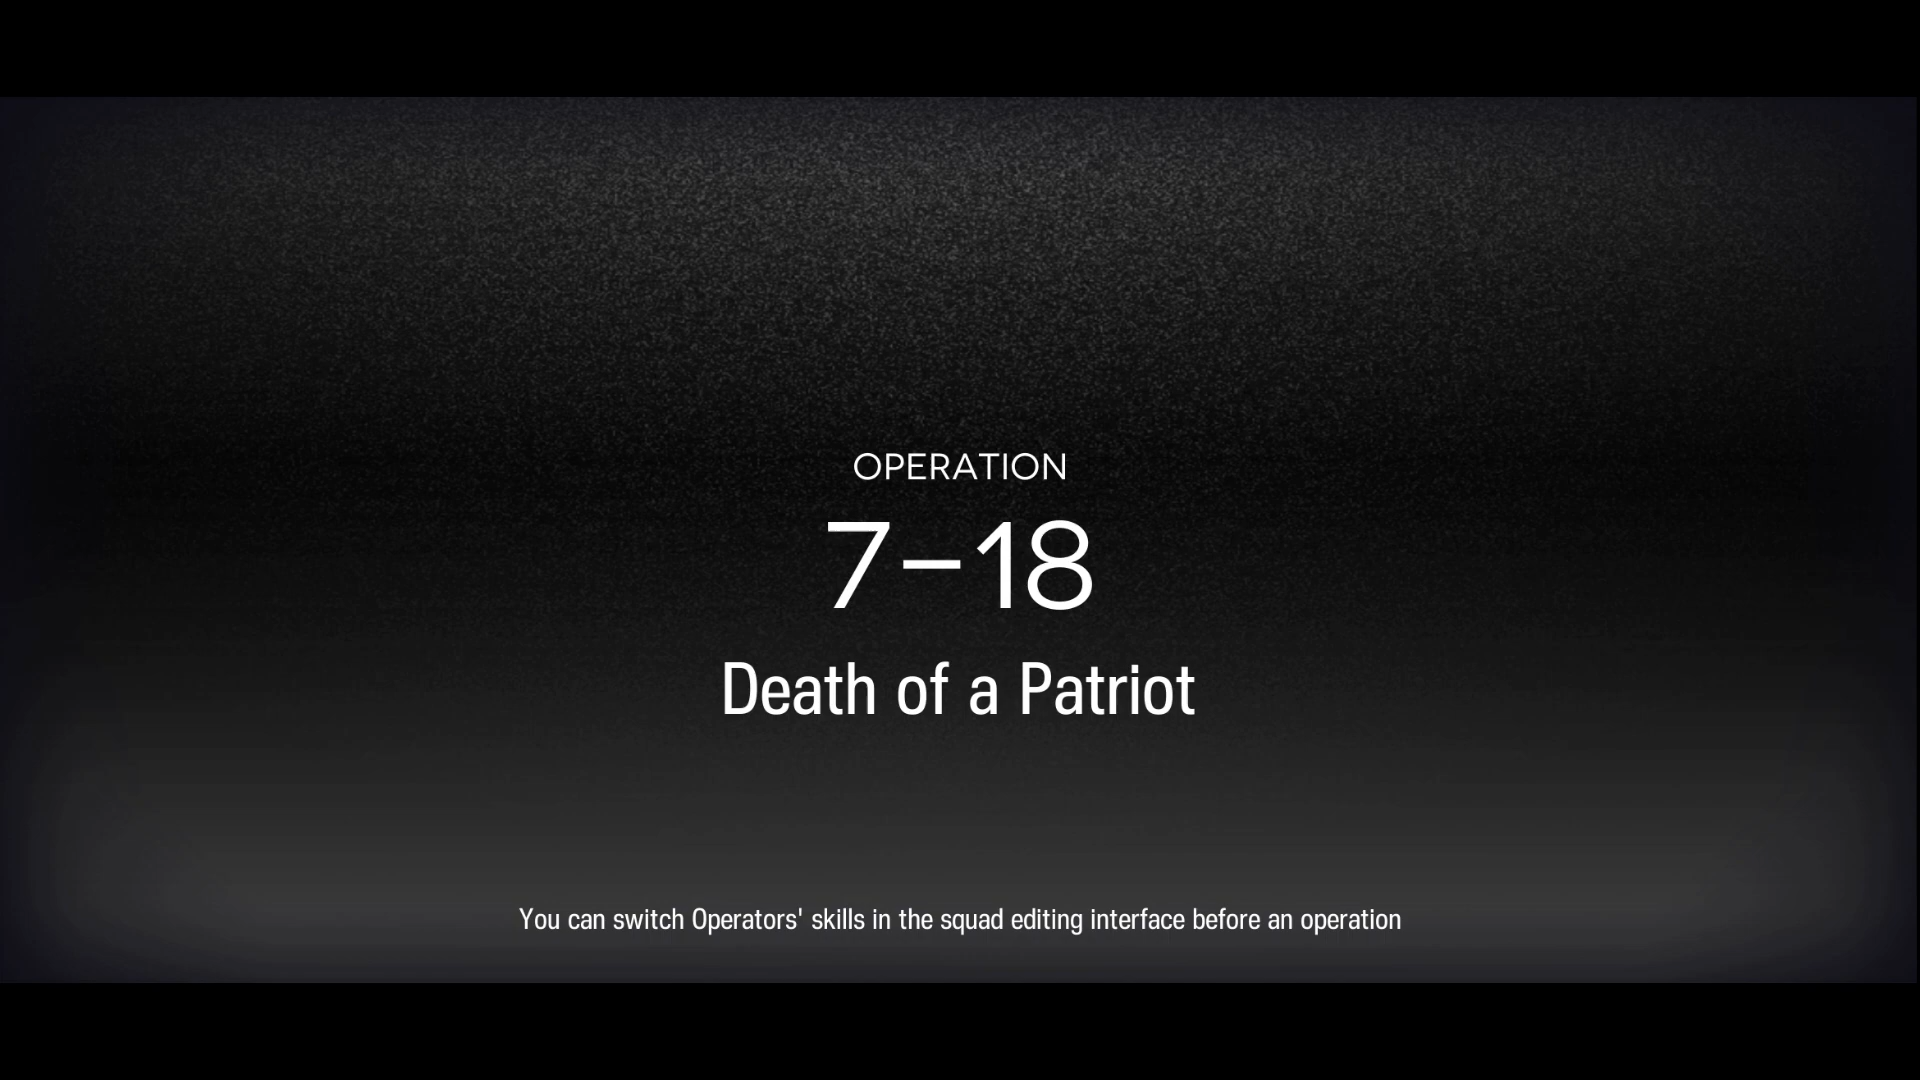 OPERATION
7-18
Death of a Patriot
You can switch Operators' skills in the squad editing interface before an operation